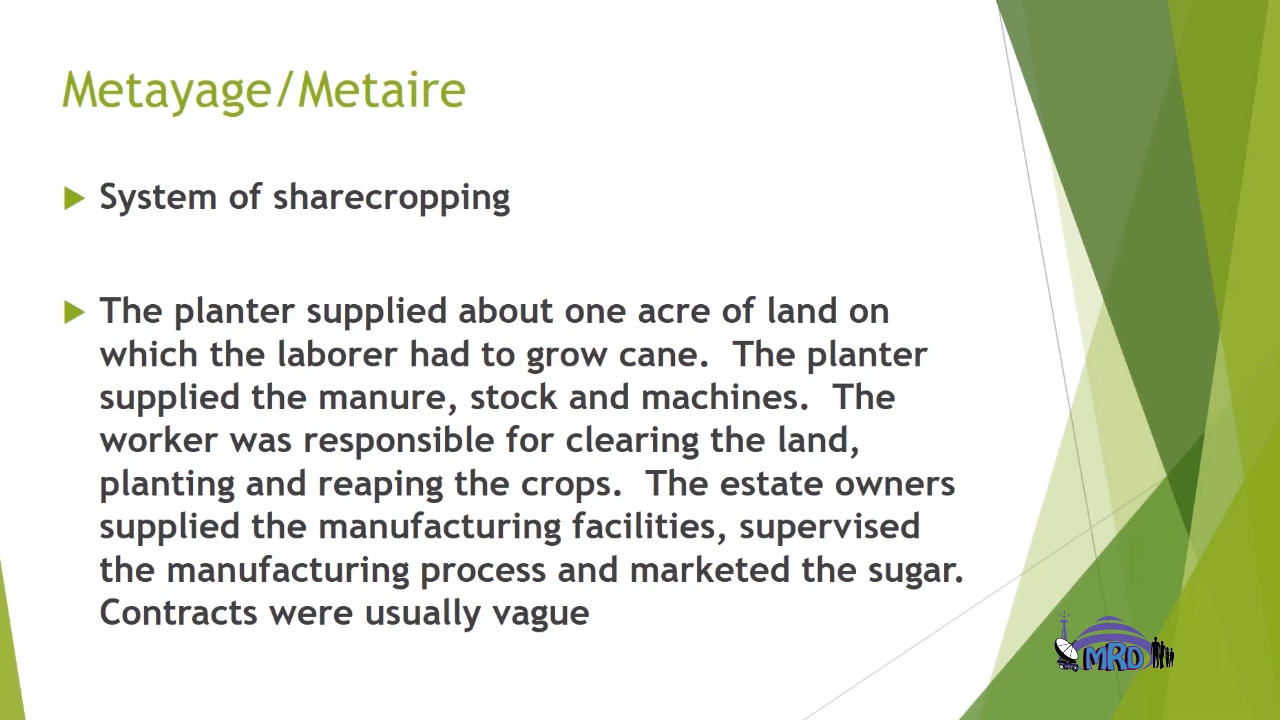 Metayage/Metaire
System of sharecropping
The planter supplied about one acre of land on
which the laborer had to grow cane.  The planter
supplied the manure, stock and machines.  The
worker was responsible for clearing the land,
planting and reaping the crops.  The estate owners
supplied the manufacturing facilities, supervised
the manufacturing process and marketed the sugar.
Contracts were usually vague
MRD